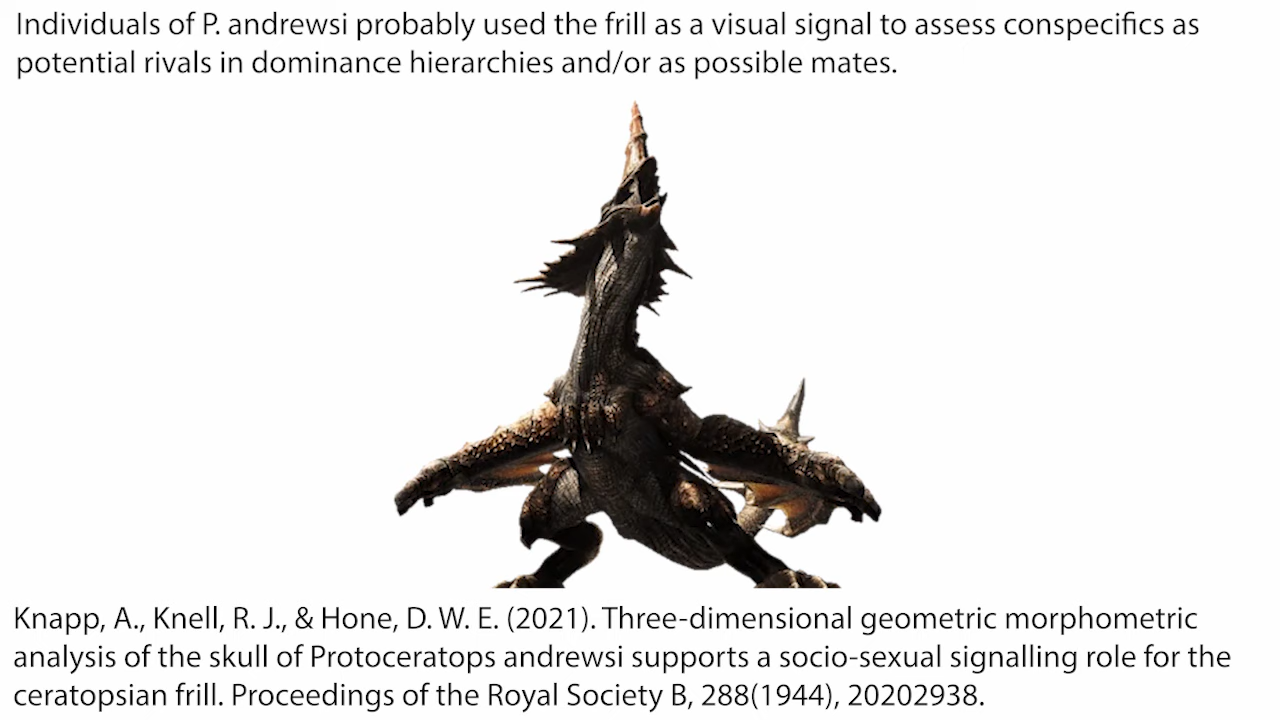 Individuals of P. andrewsi probably used the frill as a visual signal to assess conspecifics as
potential rivals in dominance hierarchies and/or as possible mates.
Knapp, A., Knell, R. J., & Hone, D. W. E. (2021). Three-dimensional geometric morphometric
analysis of the skull of Protoceratops andrewsi supports a socio-sexual signalling role for the
ceratopsian frill. Proceedings of the Royal Society B, 288(1944), 20202938.